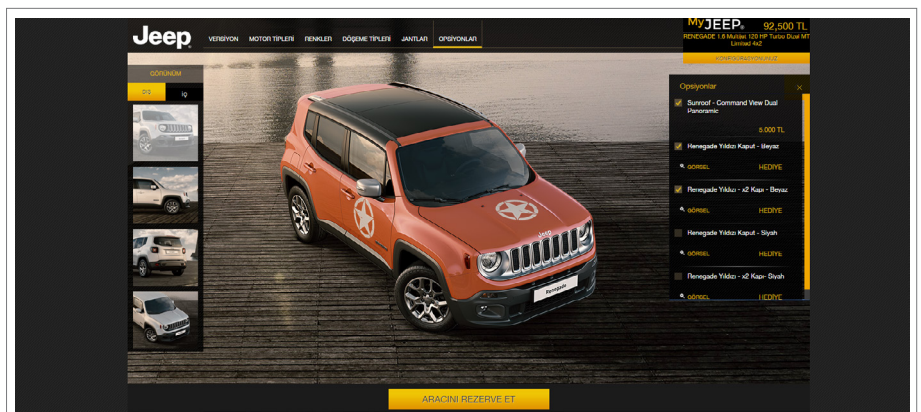 Jeep
VERSİYON MOTOR TİPLERİ RENKLER DÖŞEME TİPLERİ JANTLAR OPSİYONLAR
MyJEEP® 92,500 TL
RENEGADE 1.6 Multijet 120 HP Turbo Dizel MT
Limited 4x2
KONFİGÜRASYONUNUZ
GÖRÜNÜM
DIŞ İÇ
Opsiyonlar ×
Sunroof - Command View Dual
Panoramic
5.000 TL
Renegade Yıldızı Kaput - Beyaz
GÖRSEL HEDİYE
Renegade Yıldızı - x2 Kapı - Beyaz
GÖRSEL HEDİYE
Renegade Yıldızı Kaput - Siyah
GÖRSEL HEDİYE
Renegade Yıldızı - x2 Kapı- Siyah
GÖRSEL HEDİYE
Jeep
Renegade
ARACINI REZERVE ET